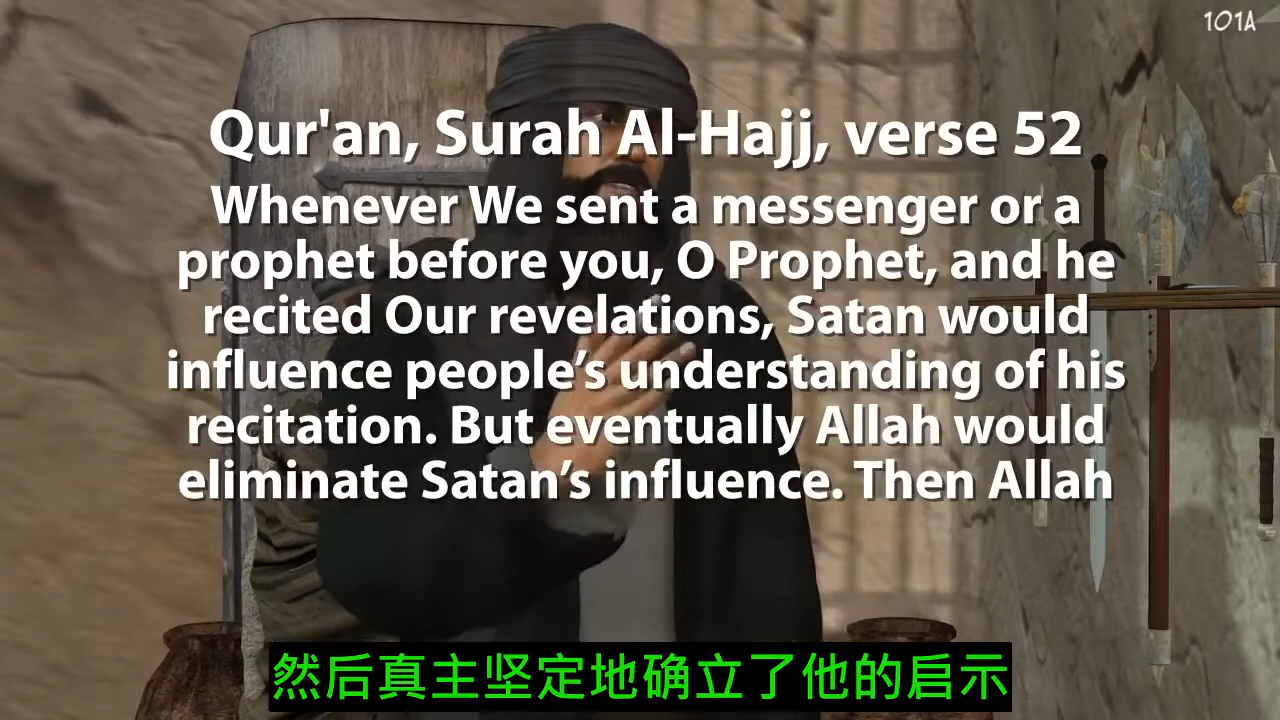 101A
Qur'an, Surah Al-Hajj, verse 52
Whenever We sent a messenger or a
prophet before you, O Prophet, and he
recited Our revelations, Satan would
influence people’s understanding of his
recitation. But eventually Allah would
eliminate Satan’s influence. Then Allah
然后真主坚定地确立了他的启示